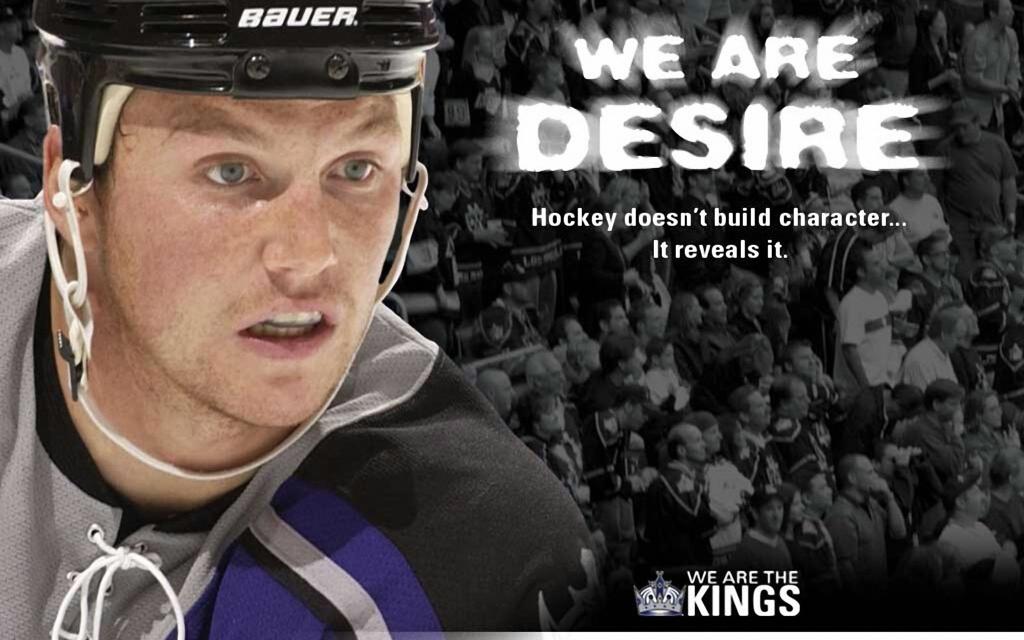 BAUER.
WE ARE
DESIRE
Hockey doesn't build character...
It reveals it.
WE ARE THE
KINGS